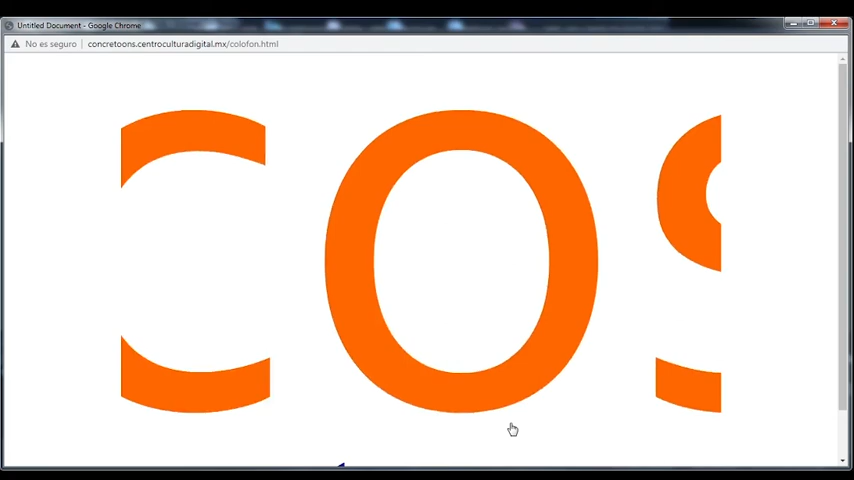 Untitled Document - Google Chrome
No es seguro | concretoons.centroculturadigital.mx/colofon.html
COS